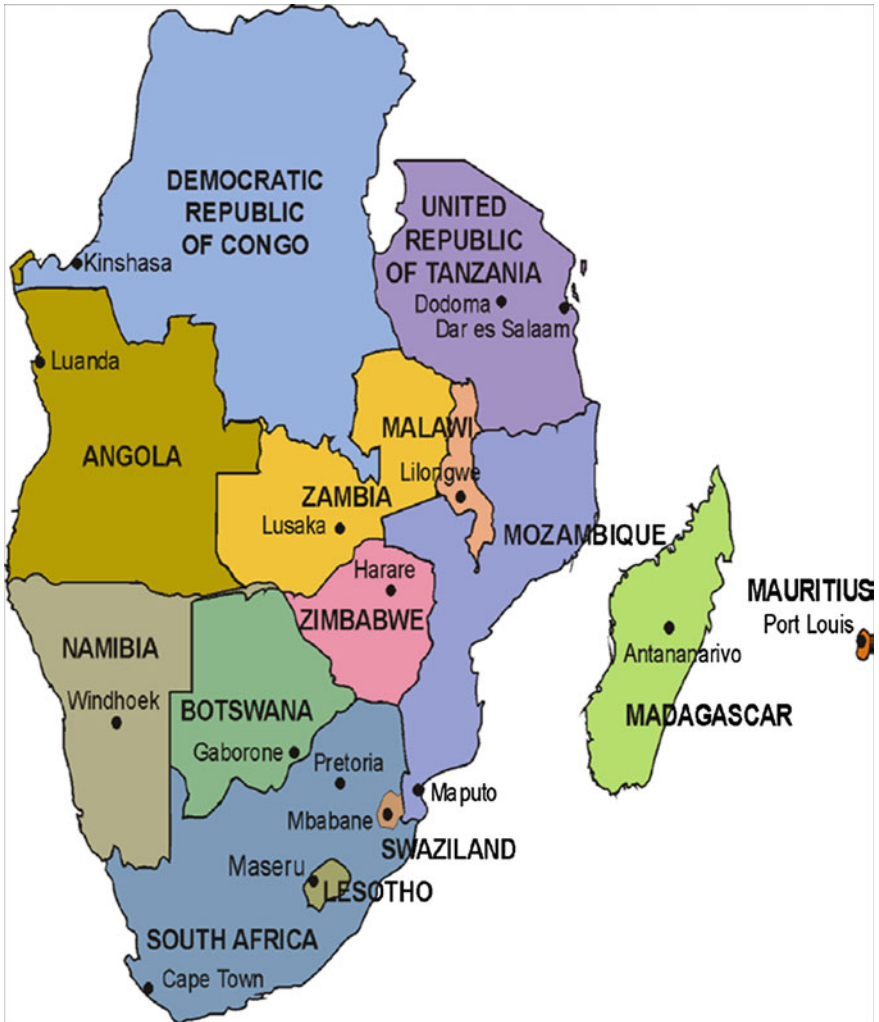 DEMOCRATIC
REPUBLIC
OF CONGO
Kinshasa
UNITED
REPUBLIC
OF TANZANIA
Dodoma
Dar es Salaam
Luanda
ANGOLA
MALAWI
Lilongwe
ZAMBIA
Lusaka
MOZAMBIQUE
Harare
ZIMBABWE
MAURITIUS
Port Louis
NAMIBIA
Windhoek
Antananarivo
MADAGASCAR
BOTSWANA
Gaborone
Pretoria
Maputo
Mbabane
SWAZILAND
Maseru
LESOTHO
SOUTH AFRICA
Cape Town